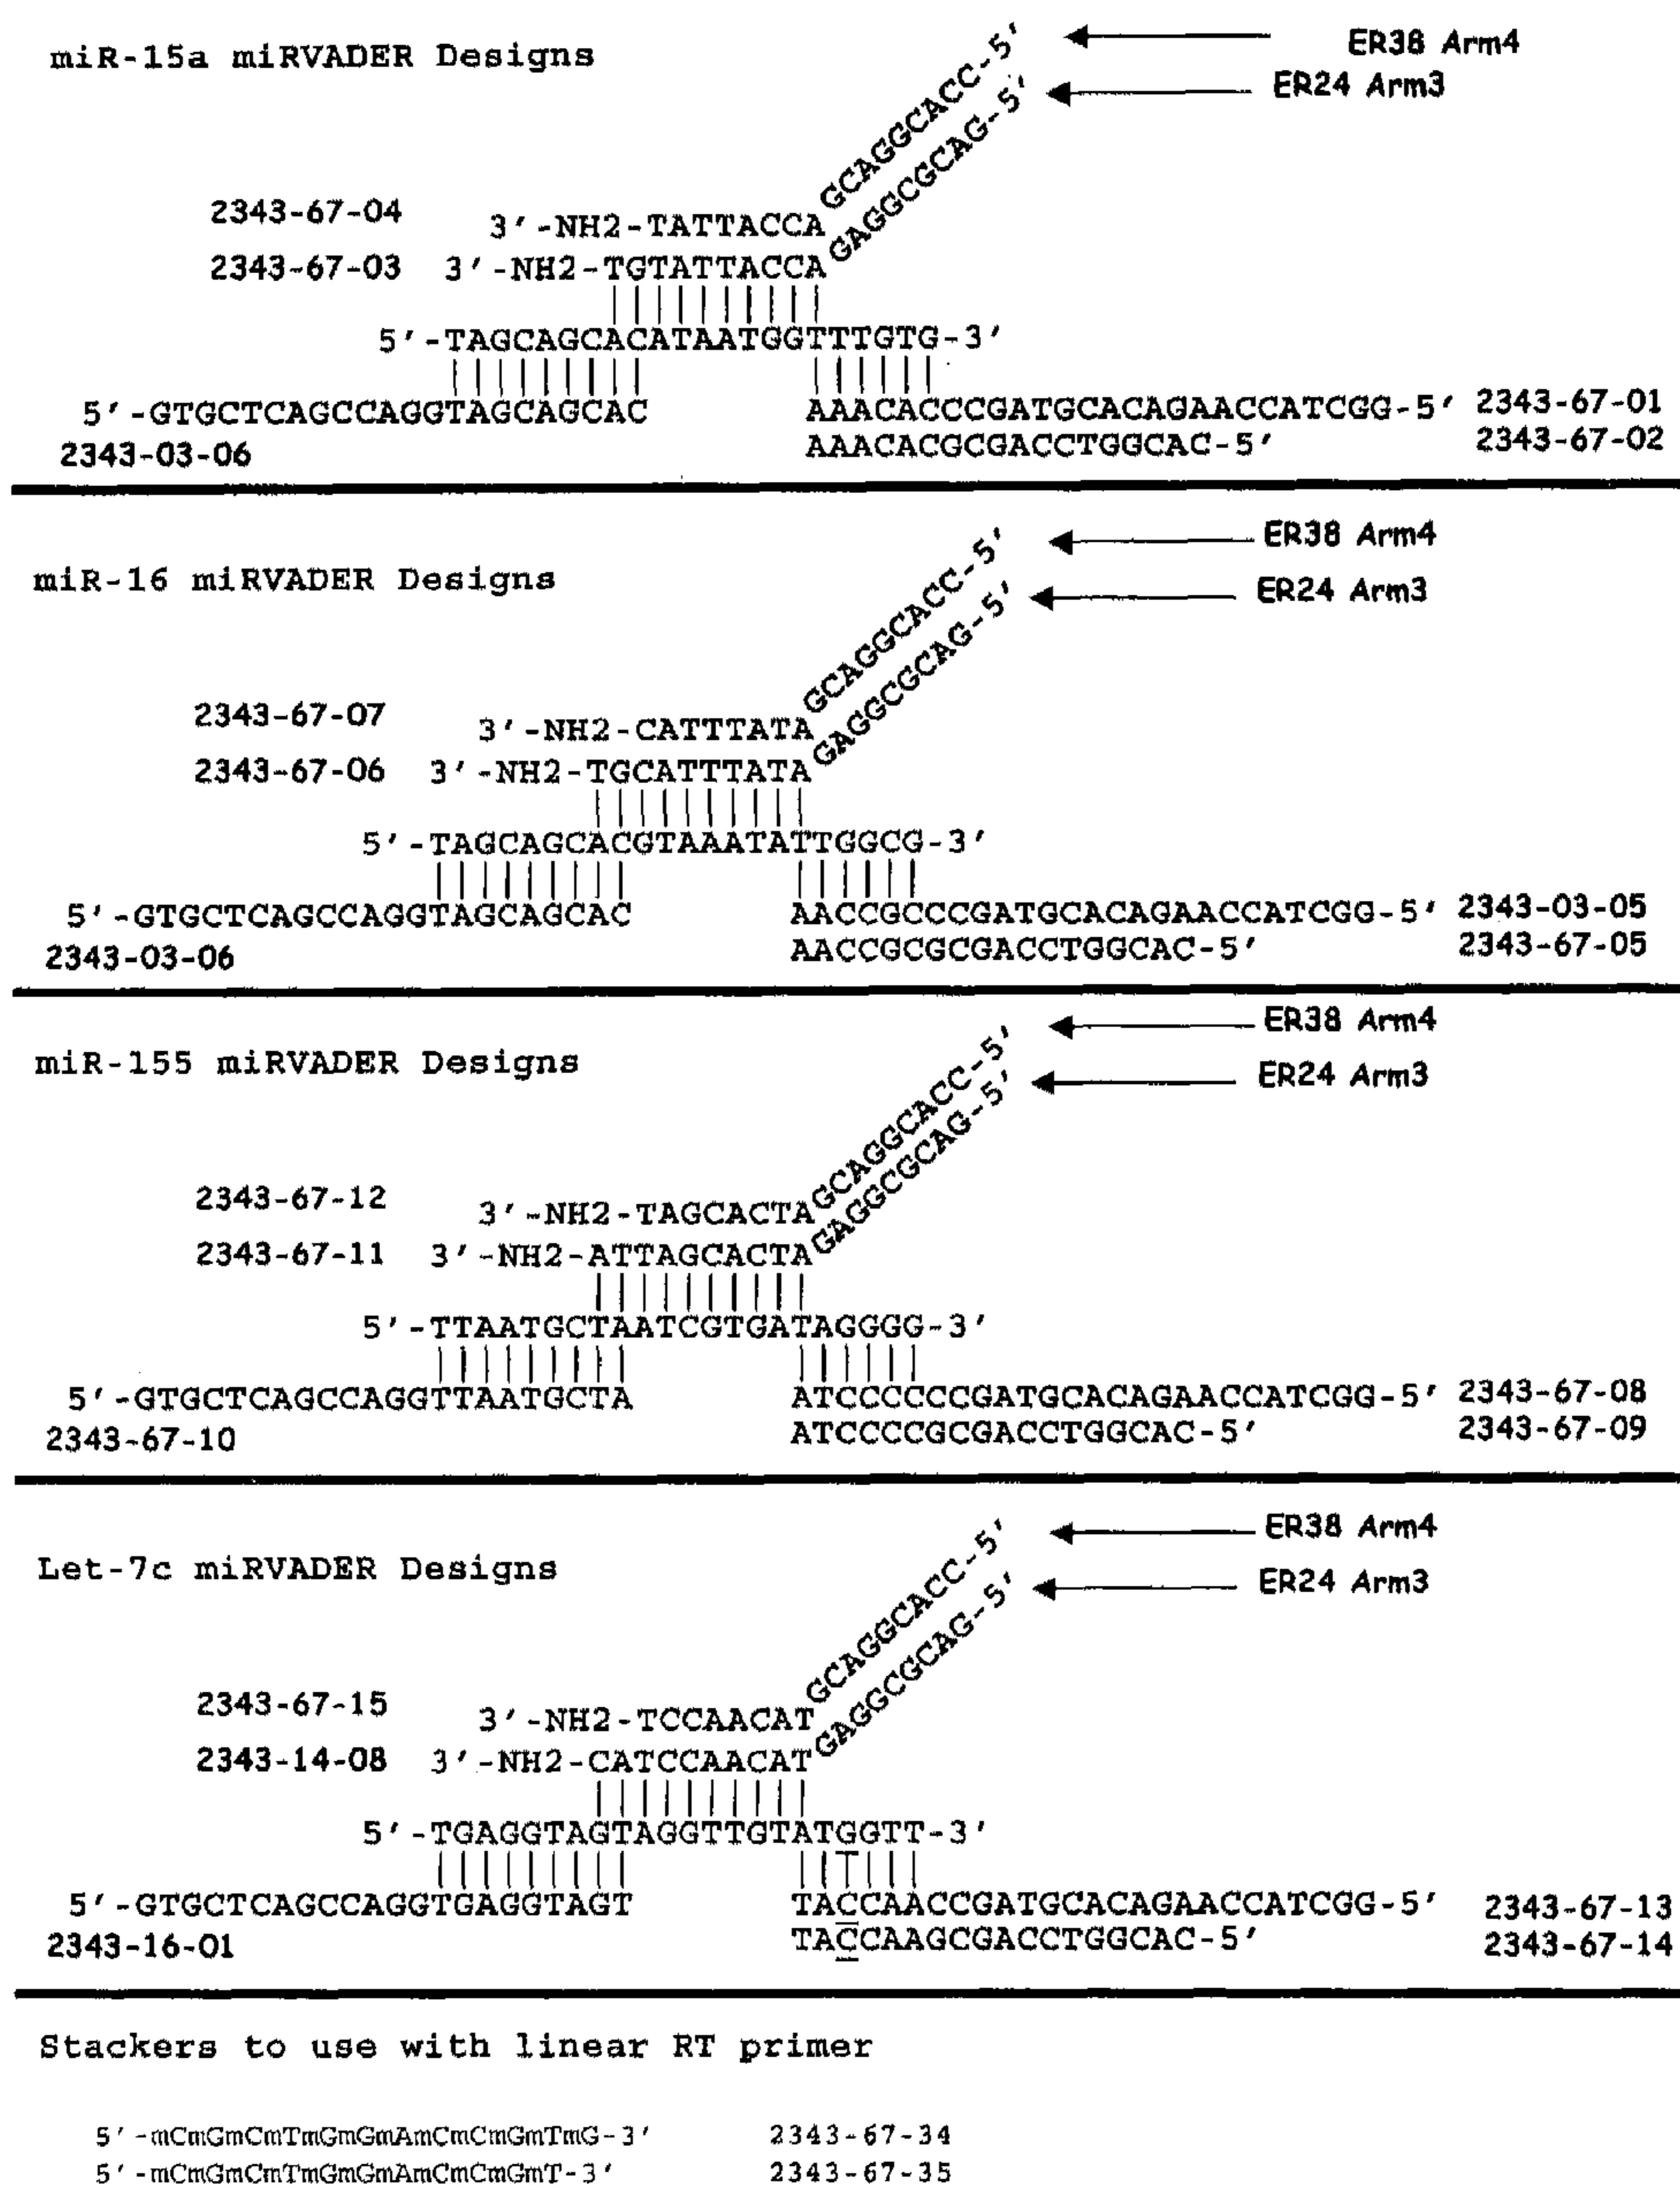 miR-15a miRVADER Designs
ER38 Arm4
ER24 Arm3
GCAGGCACC-5'
GAGGCGCAG-5'
2343-67-04 3'-NH2-TATTACCA
2343-67-03 3'-NH2-TGTATTACCA
5'-TAGCAGCACATAATGGTTTGTG-3'
5'-GTGCTCAGCCAGGTAGCAGCAC AAACACCCGATGCACAGAACCATCGG-5' 2343-67-01
2343-03-06 AAACACGCGACCTGGCAC-5' 2343-67-02
miR-16 miRVADER Designs
ER38 Arm4
ER24 Arm3
GCAGGCACC-5'
GAGGCGCAG-5'
2343-67-07 3'-NH2-CATTTATA
2343-67-06 3'-NH2-TGCATTTATA
5'-TAGCAGCACGTAAATATTGGCG-3'
5'-GTGCTCAGCCAGGTAGCAGCAC AACCGCCCGATGCACAGAACCATCGG-5' 2343-03-05
2343-03-06 AACCGCGCGACCTGGCAC-5' 2343-67-05
miR-155 miRVADER Designs
ER38 Arm4
ER24 Arm3
GCAGGCACC-5'
GAGGCGCAG-5'
2343-67-12 3'-NH2-TAGCACTA
2343-67-11 3'-NH2-ATTAGCACTA
5'-TTAATGCTAATCGTGATAGGGG-3'
5'-GTGCTCAGCCAGGTTAATGCTA ATCCCCCCGATGCACAGAACCATCGG-5' 2343-67-08
2343-67-10 ATCCCCGCGACCTGGCAC-5' 2343-67-09
Let-7c miRVADER Designs
ER38 Arm4
ER24 Arm3
GCAGGCACC-5'
GAGGCGCAG-5'
2343-67-15 3'-NH2-TCCAACAT
2343-14-08 3'-NH2-CATCCAACAT
5'-TGAGGTAGTAGGTTGTATGGTT-3'
5'-GTGCTCAGCCAGGTGAGGTAGT TACCAACCGATGCACAGAACCATCGG-5' 2343-67-13
2343-16-01 TACCAAGCGACCTGGCAC-5' 2343-67-14
Stackers to use with linear RT primer
5'-mCmGmCmTmGmGmAmCmCmGmTmG-3' 2343-67-34
5'-mCmGmCmTmGmGmAmCmCmGmT-3' 2343-67-35